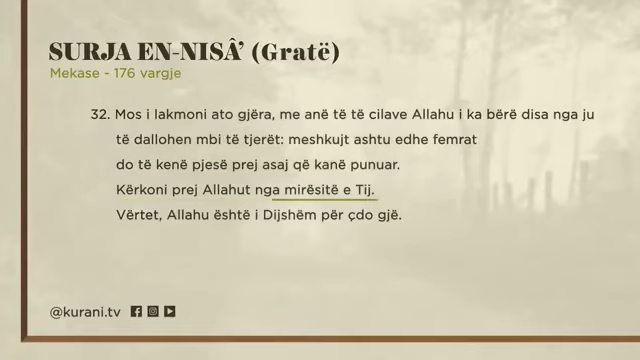 SURJA EN-NISÂ’ (Gratë)
Mekase - 176 vargje
32. Mos i lakmoni ato gjëra, me anë të të cilave Allahu i ka bërë disa nga ju
të dallohen mbi të tjerët: meshkujt ashtu edhe femrat
do të kenë pjesë prej asaj që kanë punuar.
Kërkoni prej Allahut nga mirësitë e Tij.
Vërtet, Allahu është i Dijshëm për çdo gjë.
@kurani.tv